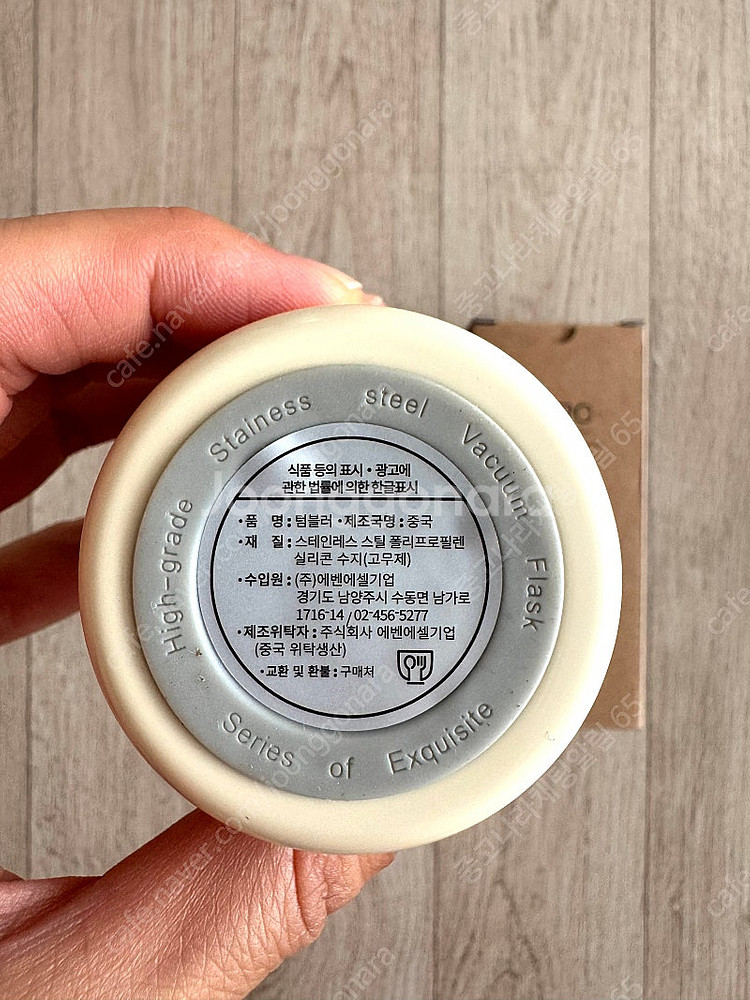 High-grade Stainless steel Vacuum Flask
Series of Exquisite
식품 등의 표시 • 광고에
관한 법률에 의한 한글표시
•품 명 : 텀블러 • 제조국명 : 중국
•재 질 : 스테인레스 스틸 폴리프로필렌
실리콘 수지(고무제)
•수입원 : (주)에벤에셀기업
경기도 남양주시 수동면 남가로
1716-14 / 02-456-5277
•제조위탁자 : 주식회사 에벤에셀기업
(중국 위탁생산)
•교환 및 환불 : 구매처
Joonggonara
cafe.naver.com/joonggonara